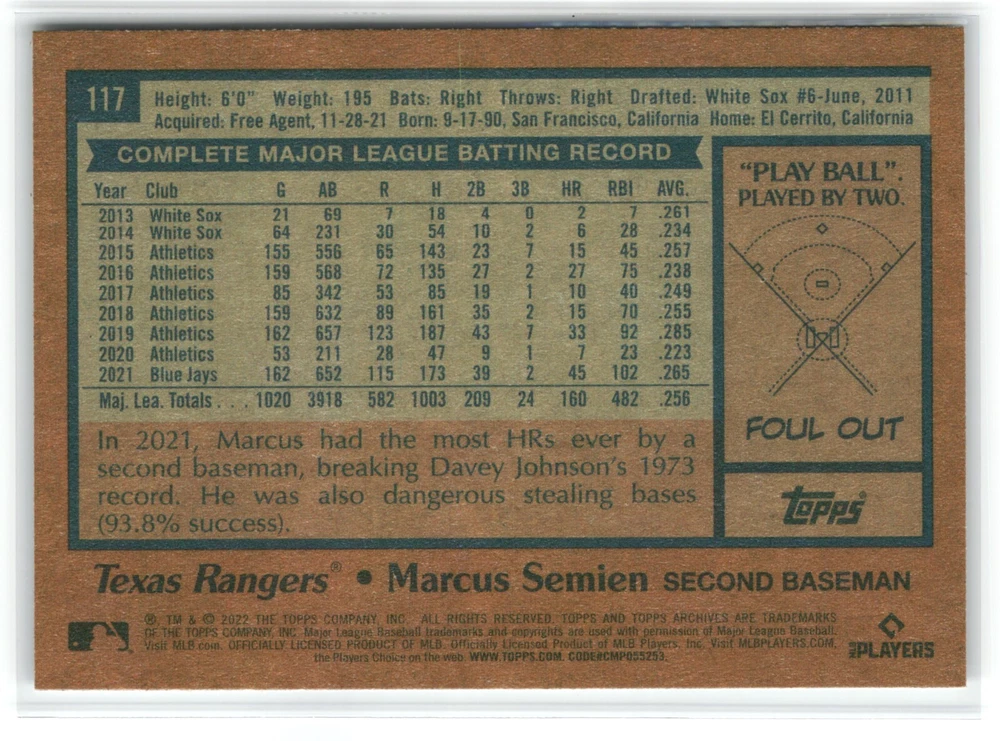 117
Height: 6'0" Weight: 195 Bats: Right Throws: Right Drafted: White Sox #6-June, 2011
Acquired: Free Agent, 11-28-21 Born: 9-17-90, San Francisco, California Home: El Cerrito, California
COMPLETE MAJOR LEAGUE BATTING RECORD
Year Club G AB R H 2B 3B HR RBI AVG.
2013 White Sox 21 69 7 18 4 0 2 7 .261
2014 White Sox 64 231 30 54 10 2 6 28 .234
2015 Athletics 155 556 65 143 23 7 15 45 .257
2016 Athletics 159 568 72 135 27 2 27 75 .238
2017 Athletics 85 342 53 85 19 1 10 40 .249
2018 Athletics 159 632 89 161 35 2 15 70 .255
2019 Athletics 162 657 123 187 43 7 33 92 .285
2020 Athletics 53 211 28 47 9 1 7 23 .223
2021 Blue Jays 162 652 115 173 39 2 45 102 .265
Maj. Lea. Totals . . . 1020 3918 582 1003 209 24 160 482 .256
In 2021, Marcus had the most HRs ever by a
second baseman, breaking Davey Johnson's 1973
record. He was also dangerous stealing bases
(93.8% success).
"PLAY BALL".
PLAYED BY TWO.
FOUL OUT
topps®
Texas Rangers® • Marcus Semien SECOND BASEMAN
®, TM & © 2022 THE TOPPS COMPANY, INC. ALL RIGHTS RESERVED. TOPPS AND TOPPS ARCHIVES ARE TRADEMARKS
OF THE TOPPS COMPANY, INC. Major League Baseball trademarks and copyrights are used with permission of Major League Baseball.
Visit MLB.com. OFFICIALLY LICENSED PRODUCT OF MLB. Officially Licensed Product of MLB Players, Inc. Visit MLBPLAYERS.COM,
the Players Choice on the web. WWW.TOPPS.COM. CODE#CMP055253.
MLB PLAYERS